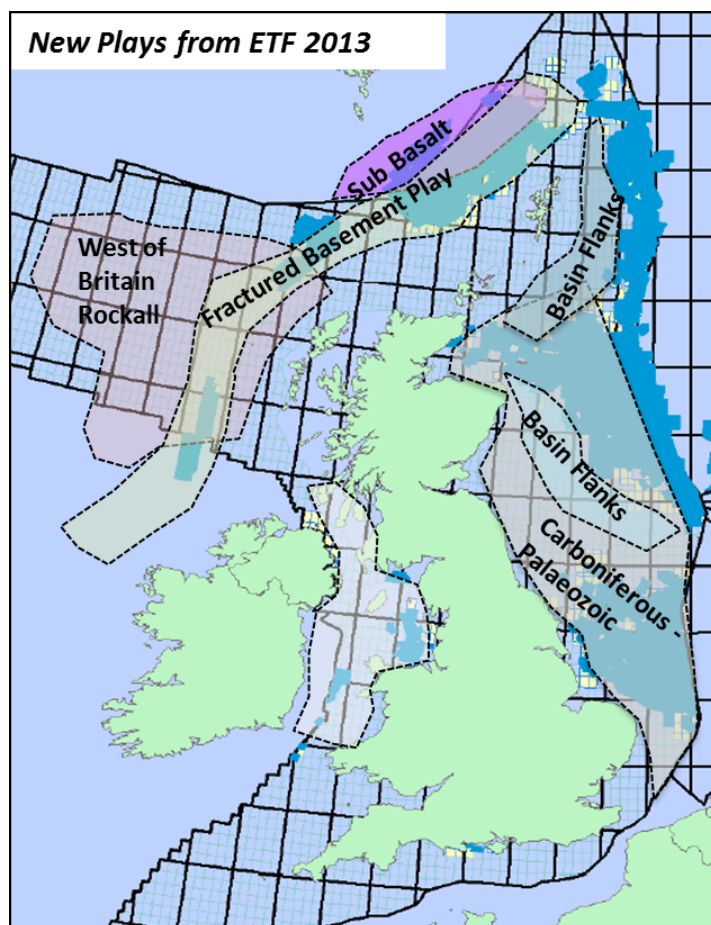 New Plays from ETF 2013
Sub Basalt
Fractured Basement Play
West of
Britain
Rockall
Basin Flanks
Basin Flanks
Carboniferous -
Palaeozoic